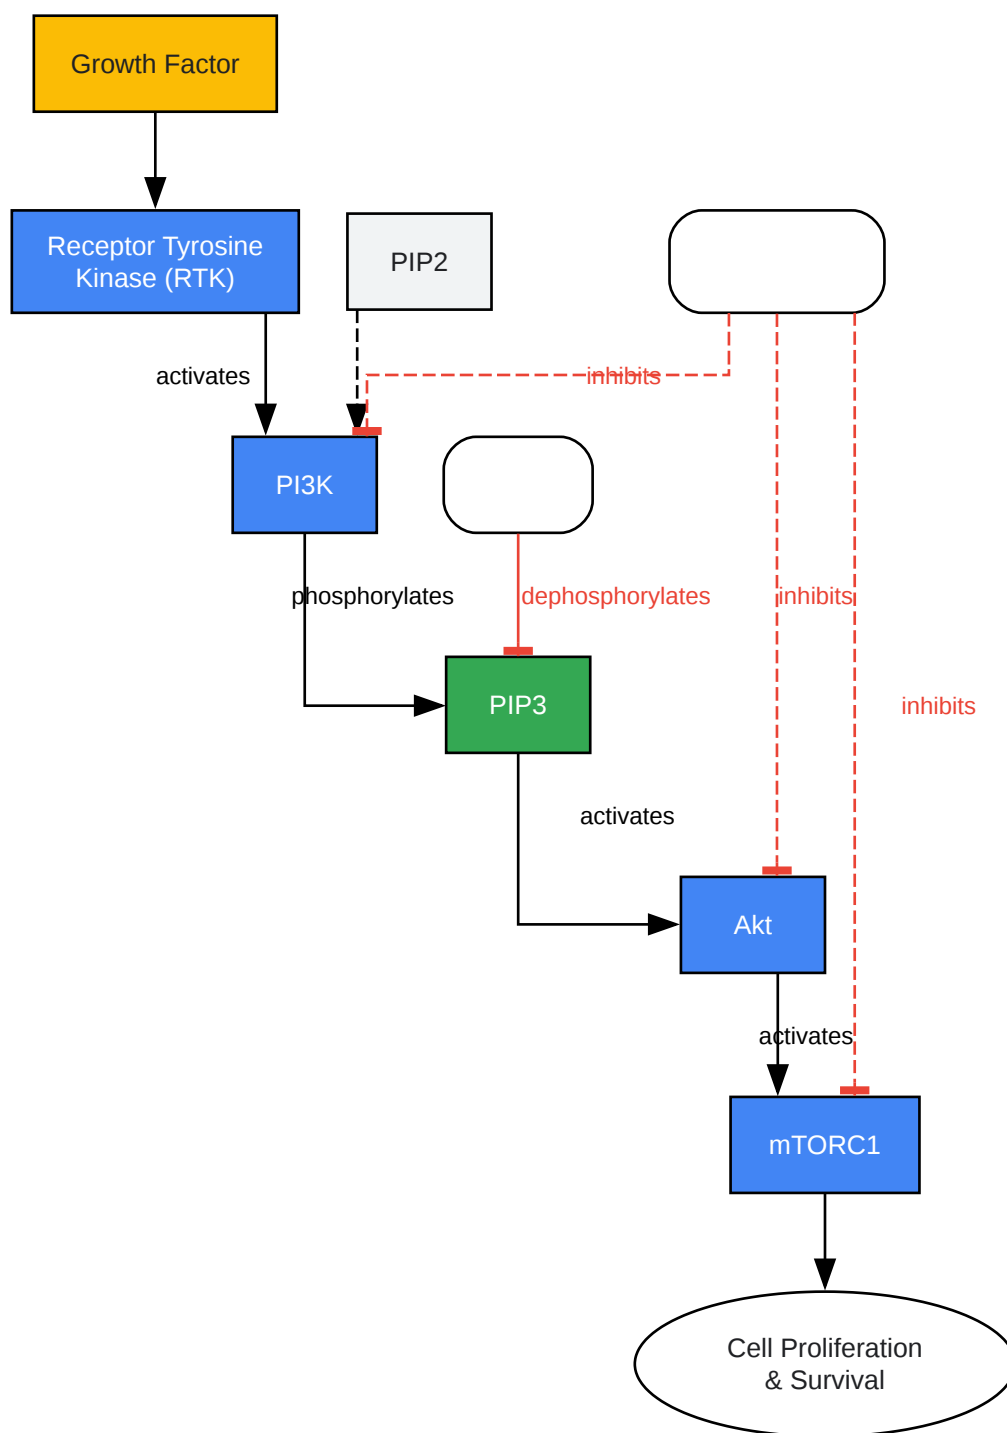 Growth Factor
Receptor Tyrosine
Kinase (RTK)
PIP2
activates
inhibits
PI3K
phosphorylates
dephosphorylates
inhibits
PIP3
inhibits
activates
Akt
activates
mTORC1
Cell Proliferation
& Survival